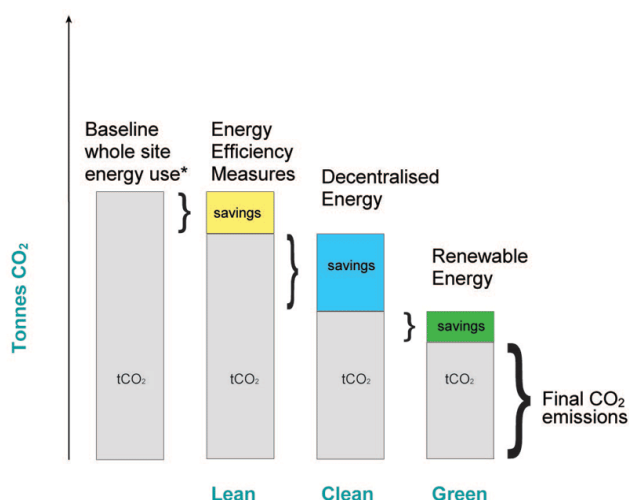 Baseline
whole site
energy use*
Energy
Efficiency
Measures
Decentralised
Energy
Renewable
Energy
savings
savings
savings
tCO₂
tCO₂
tCO₂
tCO₂
Final CO₂
emissions
Tonnes CO₂
Lean
Clean
Green